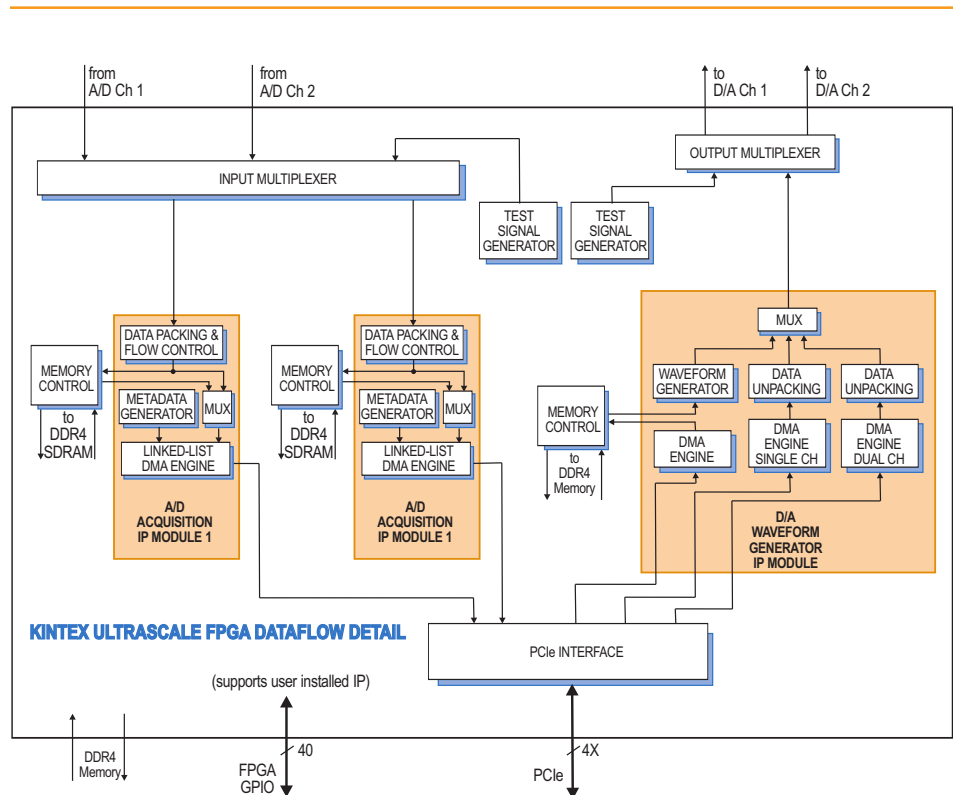 from
A/D Ch 1
from
A/D Ch 2
to
D/A Ch 1
to
D/A Ch 2
INPUT MULTIPLEXER
OUTPUT MULTIPLEXER
TEST
SIGNAL
GENERATOR
TEST
SIGNAL
GENERATOR
DATA PACKING &
FLOW CONTROL
MEMORY
CONTROL
METADATA
GENERATOR
MUX
to
DDR4
SDRAM
LINKED-LIST
DMA ENGINE
A/D
ACQUISITION
IP MODULE 1
DATA PACKING &
FLOW CONTROL
MEMORY
CONTROL
METADATA
GENERATOR
MUX
to
DDR4
SDRAM
LINKED-LIST
DMA ENGINE
A/D
ACQUISITION
IP MODULE 1
MUX
WAVEFORM
GENERATOR
DATA
UNPACKING
DATA
UNPACKING
MEMORY
CONTROL
to
DDR4
Memory
DMA
ENGINE
DMA
ENGINE
SINGLE CH
DMA
ENGINE
DUAL CH
D/A
WAVEFORM
GENERATOR
IP MODULE
KINTEX ULTRASCALE FPGA DATAFLOW DETAIL
PCIe INTERFACE
(supports user installed IP)
DDR4
Memory
40
FPGA
GPIO
4X
PCIe